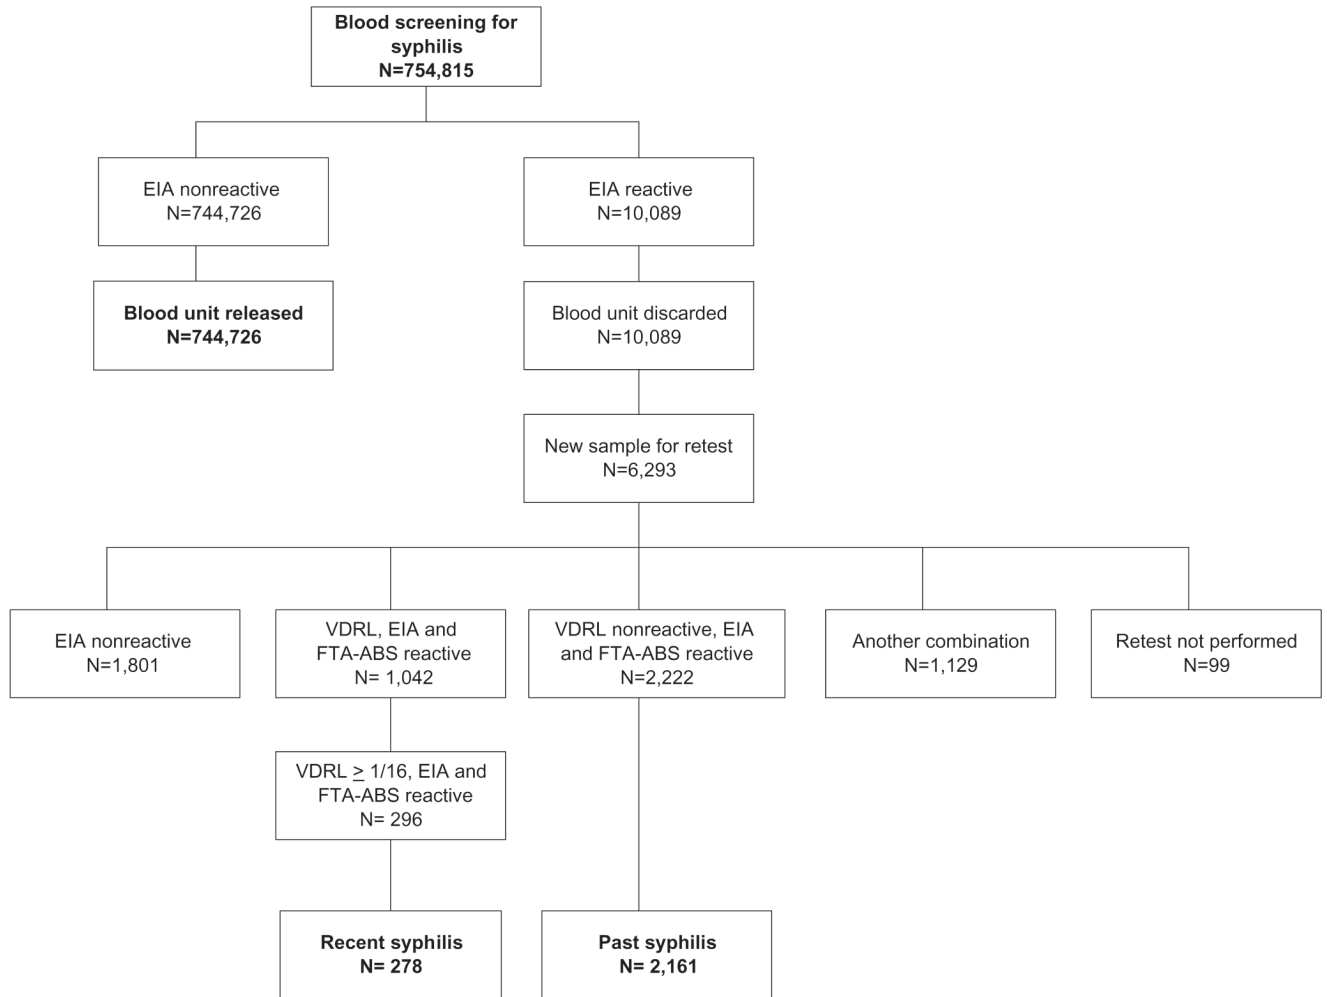 Blood screening for
syphilis
N=754,815
EIA nonreactive
N=744,726
EIA reactive
N=10,089
Blood unit released
N=744,726
Blood unit discarded
N=10,089
New sample for retest
N=6,293
EIA nonreactive
N=1,801
VDRL, EIA and
FTA-ABS reactive
N= 1,042
VDRL nonreactive, EIA
and FTA-ABS reactive
N=2,222
Another combination
N=1,129
Retest not performed
N=99
VDRL ≥ 1/16, EIA and
FTA-ABS reactive
N= 296
Recent syphilis
N= 278
Past syphilis
N= 2,161